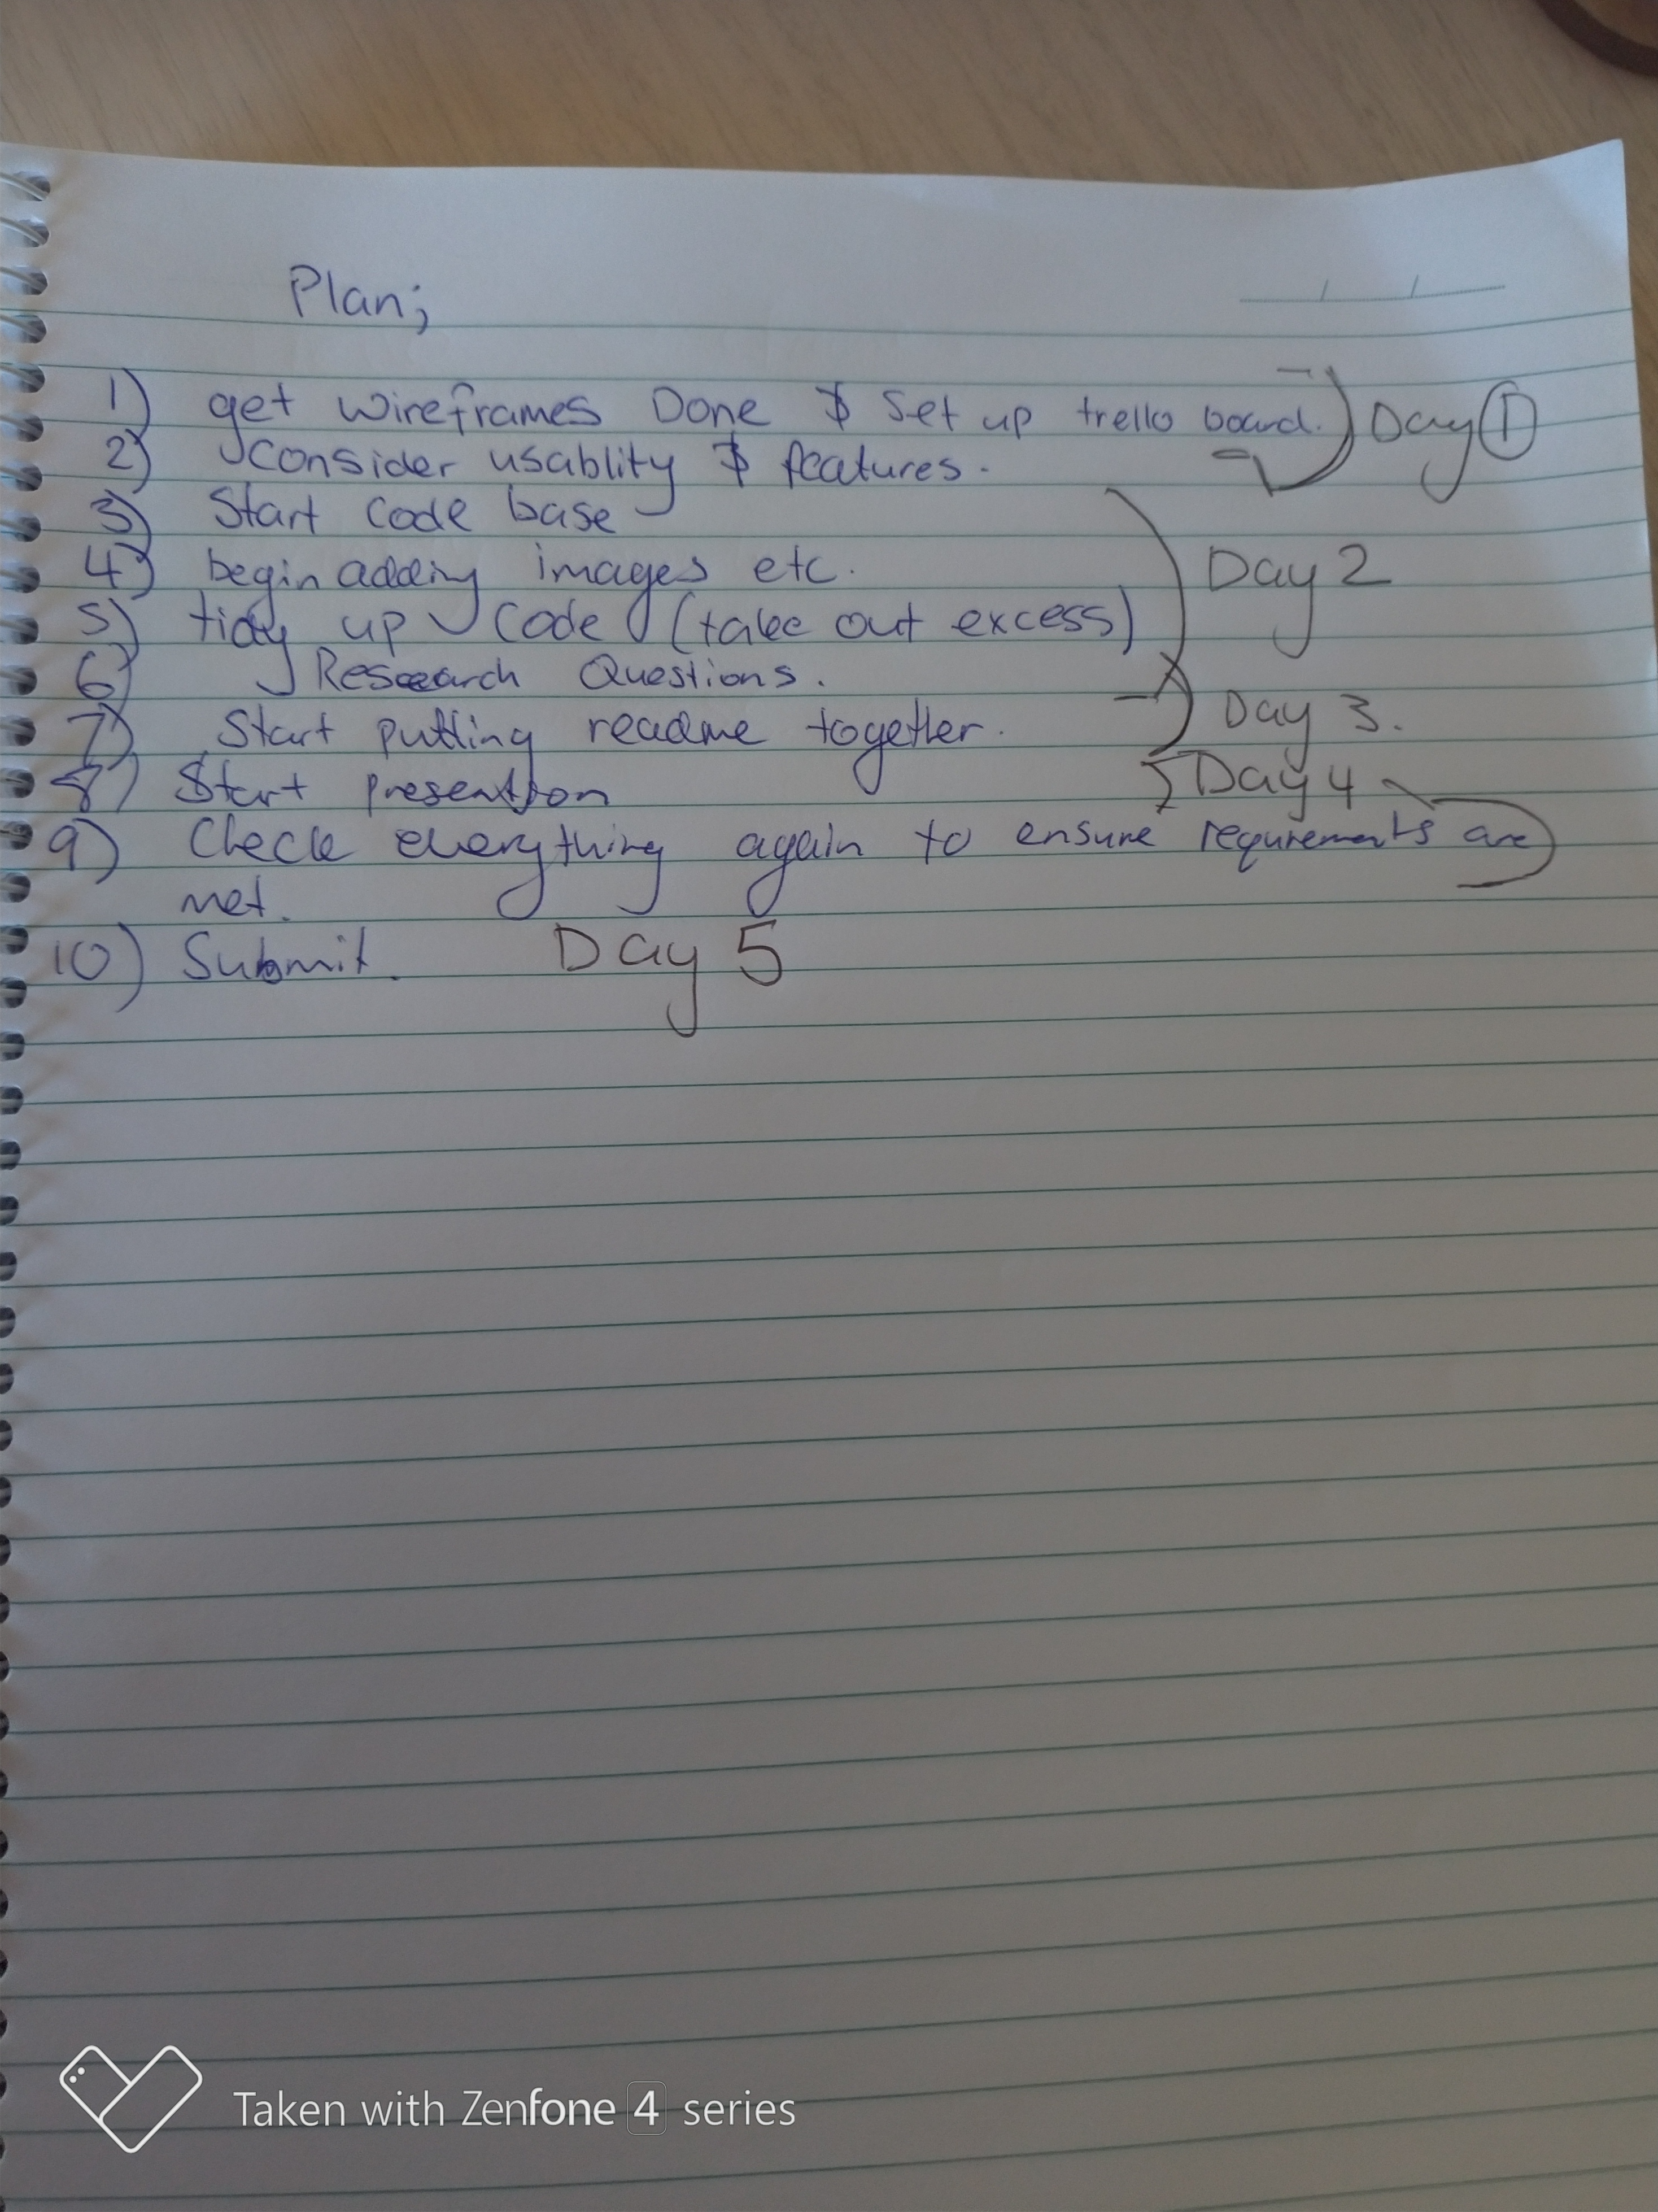 Plan;
1) get wireframes Done & Set up trello board. Day 1
2) consider usablity & features.
3) Start code base
4) begin adding images etc. Day 2
5) tidy up code (take out excess)
6) Research Questions.
7) Start putting readme together. Day 3.
8) Start presentation Day 4
9) Check everything again to ensure requrements are
met.
10) Submit. Day 5
Taken with Zenfone 4 series